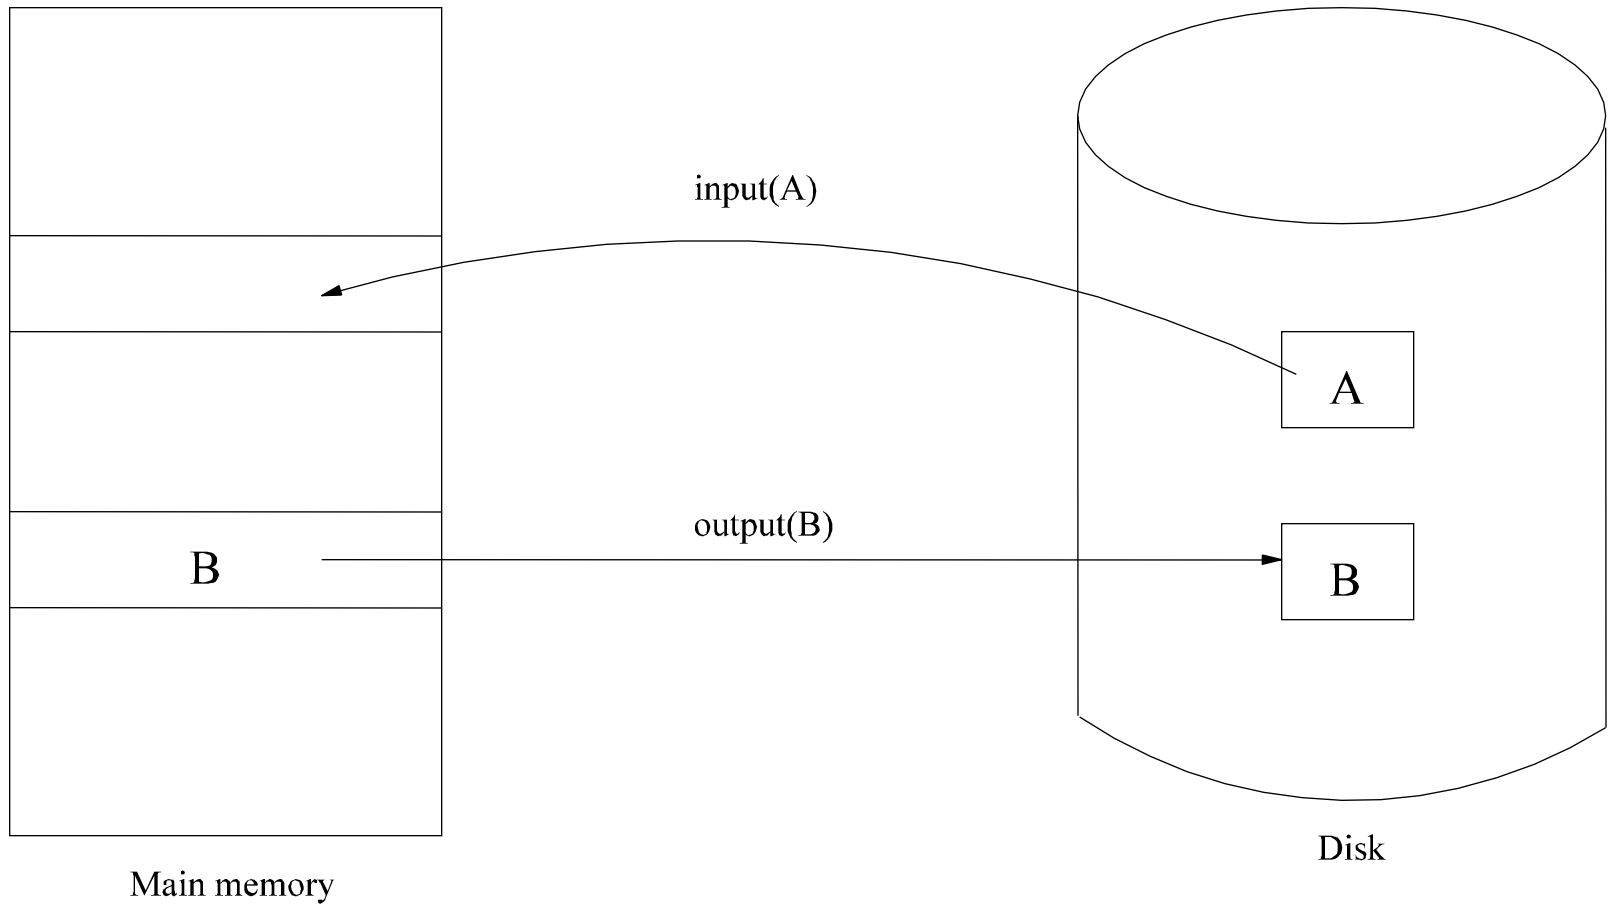 input(A)
A
output(B)
B
B
Disk
Main memory